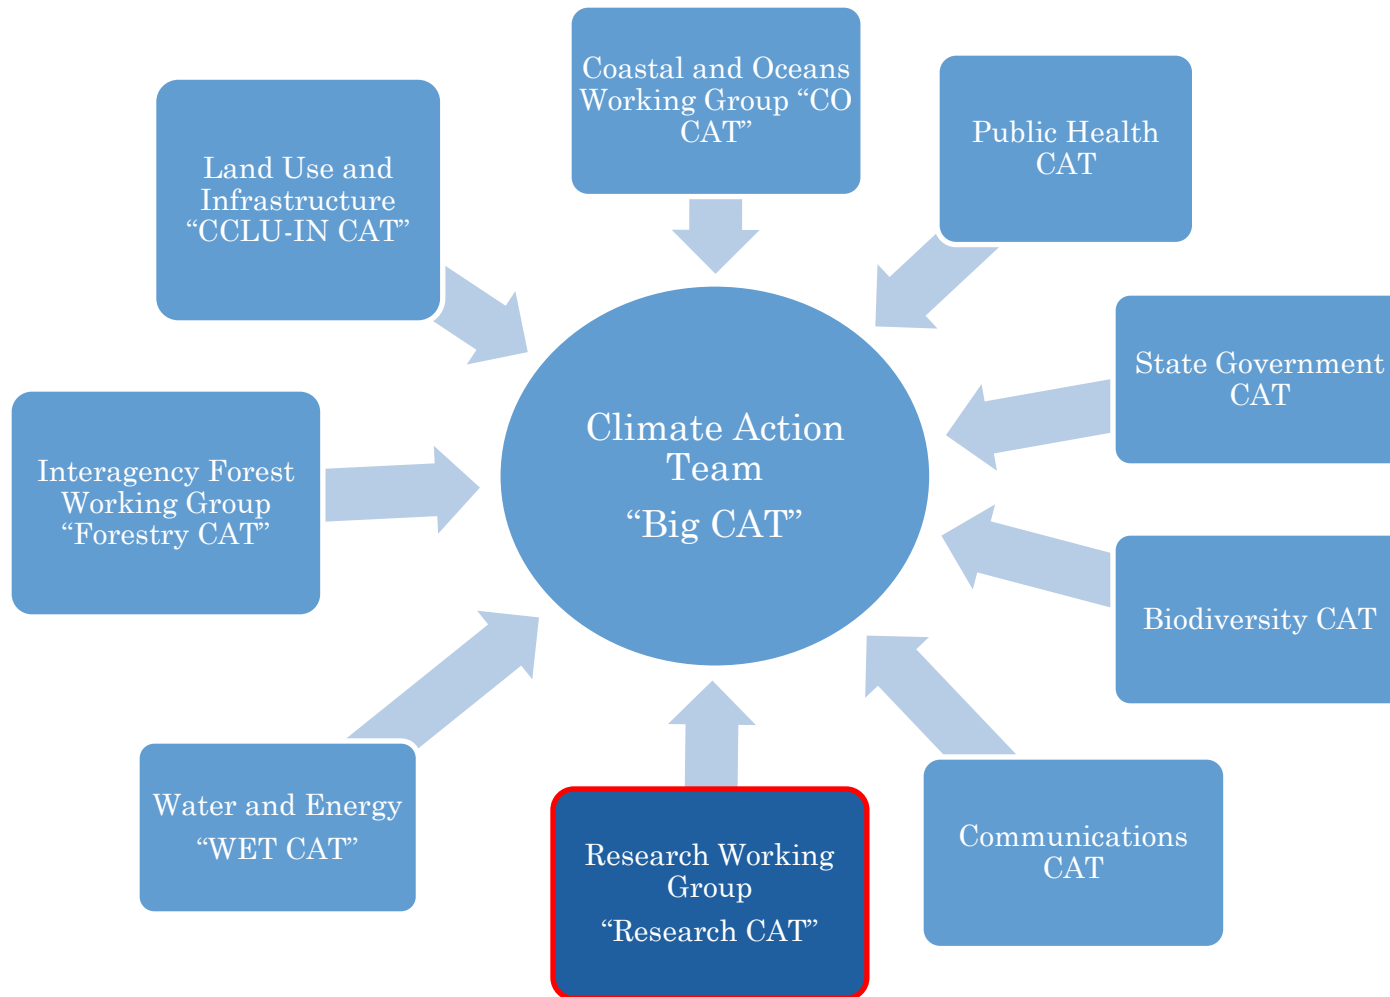 Coastal and Oceans
Working Group “CO
CAT”
Public Health
CAT
Land Use and
Infrastructure
“CCLU-IN CAT”
State Government
CAT
Climate Action
Team
“Big CAT”
Interagency Forest
Working Group
“Forestry CAT”
Biodiversity CAT
Water and Energy
“WET CAT”
Research Working
Group
“Research CAT”
Communications
CAT